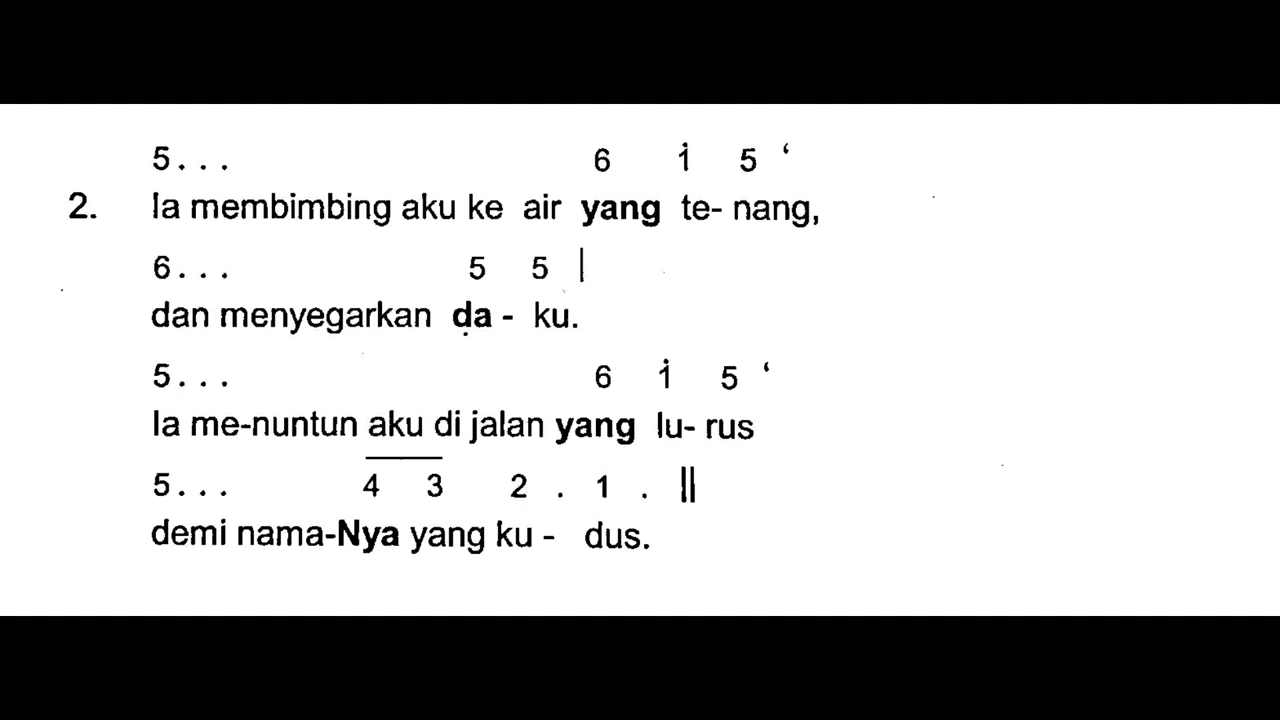 5... 6 i 5 ‘
2. Ia membimbing aku ke air yang te- nang,
6... 5 5 |
dan menyegarkan da - ku.
5... 6 i 5 ‘
Ia me-nuntun aku di jalan yang lu- rus
5... 4 3 2 . 1 . ||
demi nama-Nya yang ku - dus.